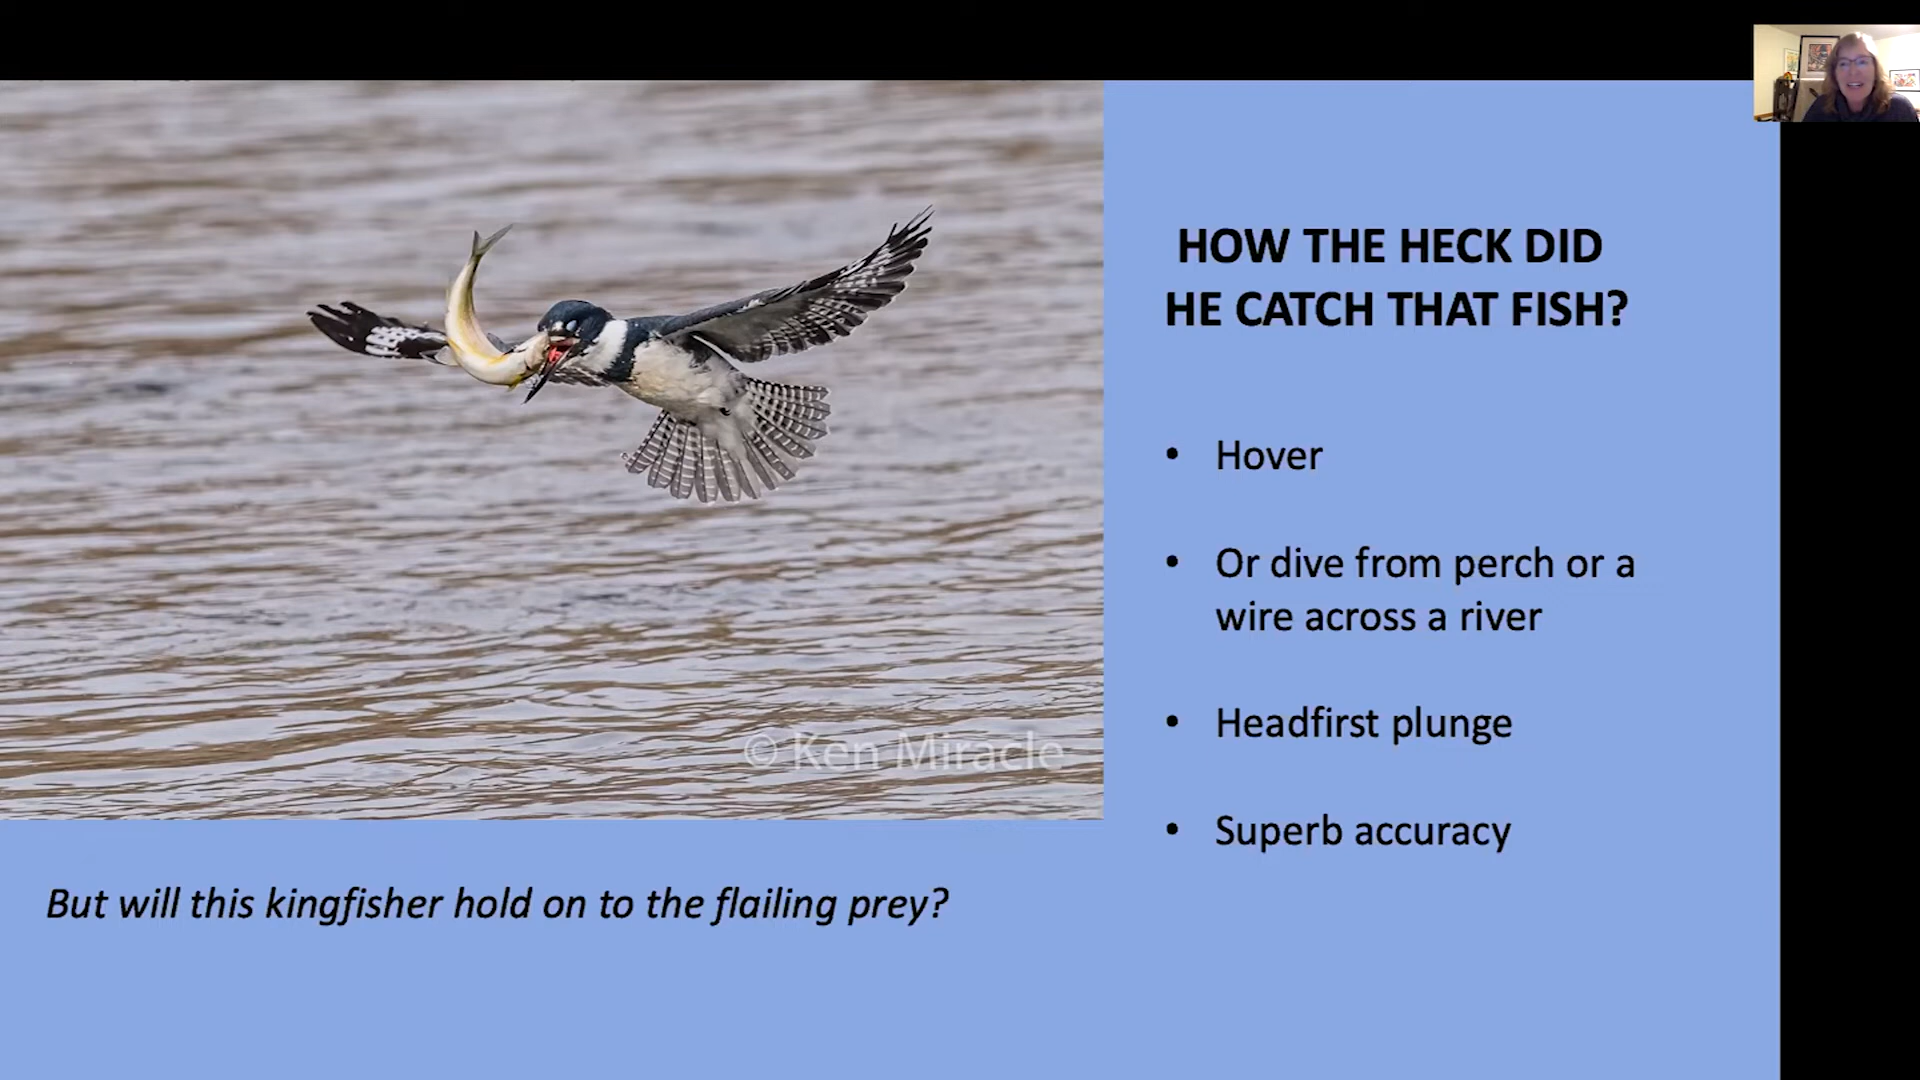 HOW THE HECK DID
HE CATCH THAT FISH?
• Hover
• Or dive from perch or a
wire across a river
• Headfirst plunge
• Superb accuracy
© Ken Miracle
But will this kingfisher hold on to the flailing prey?